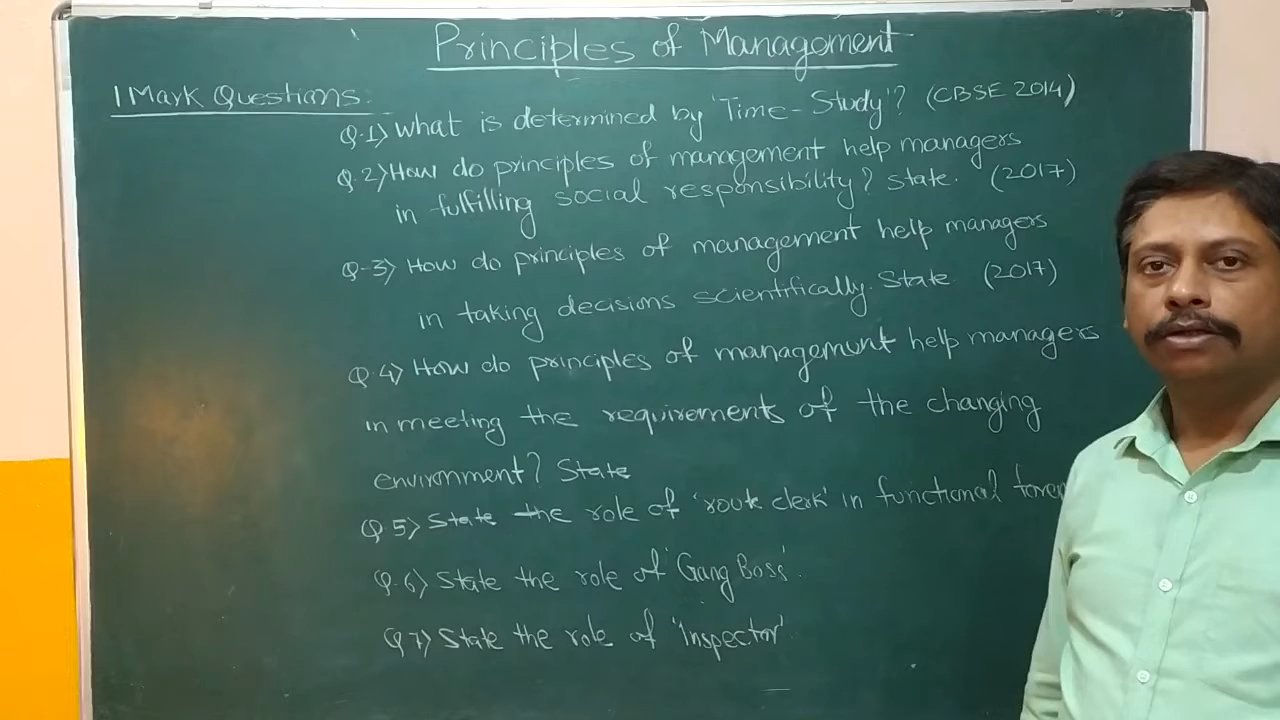 Principles of Management
1 Mark Questions:
Q.1) What is determined by 'Time-Study'? (CBSE 2014)
Q.2) How do principles of management help managers
in fulfilling social responsibility? State. (2017)
Q.3) How do principles of management help managers
in taking decisions scientifically. State (2017)
Q.4) How do principles of management help managers
in meeting the requirements of the changing
environment? State
Q.5) State the role of 'route clerk' in functional
Q.6) State the role of 'Gang Boss'.
Q.7) State the role of 'Inspector'